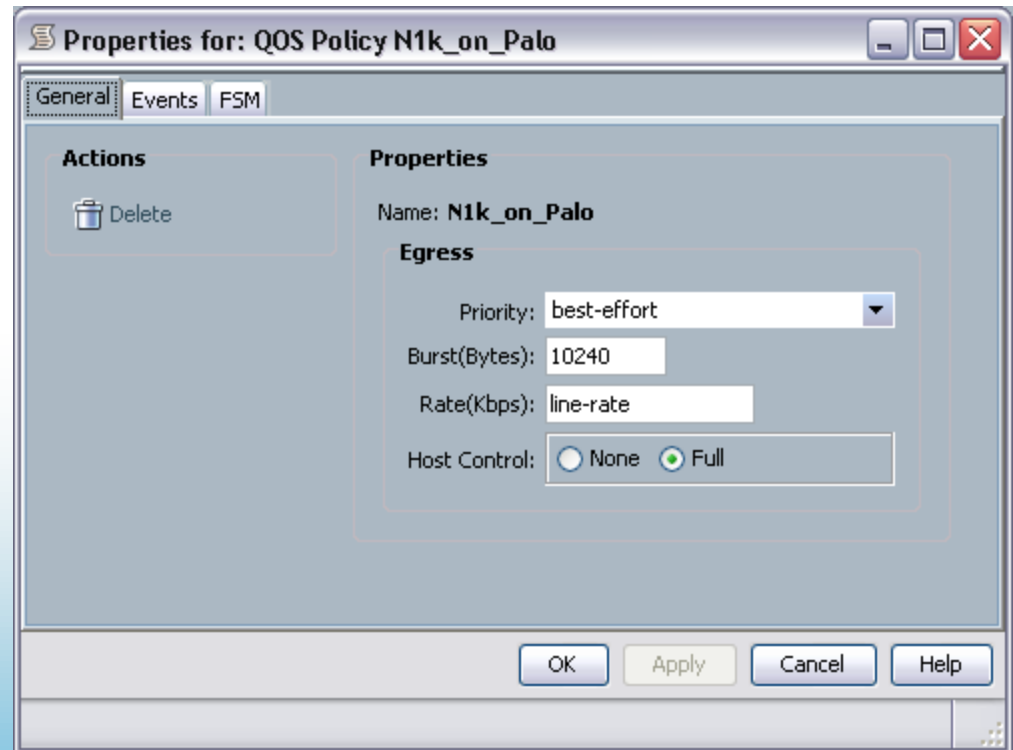 Properties for: QOS Policy N1k_on_Palo
General Events FSM
Actions
Delete
Properties
Name: N1k_on_Palo
Egress
Priority: best-effort
Burst(Bytes): 10240
Rate(Kbps): line-rate
Host Control: None Full
OK Apply Cancel Help